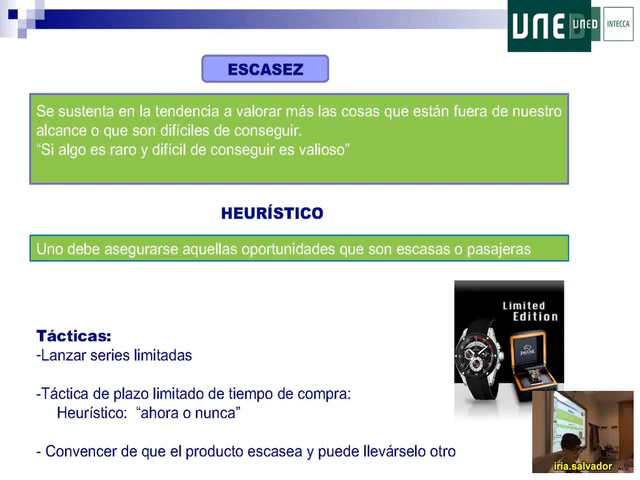 UNED
UNED
INTECCA
ESCASEZ
Se sustenta en la tendencia a valorar más las cosas que están fuera de nuestro
alcance o que son difíciles de conseguir.
“Si algo es raro y difícil de conseguir es valioso”
HEURÍSTICO
Uno debe asegurarse aquellas oportunidades que son escasas o pasajeras
Limited
Edition
JAGUAR
Tácticas:
-Lanzar series limitadas
-Táctica de plazo limitado de tiempo de compra:
Heurístico: “ahora o nunca”
- Convencer de que el producto escasea y puede llevárselo otro
iria.salvador